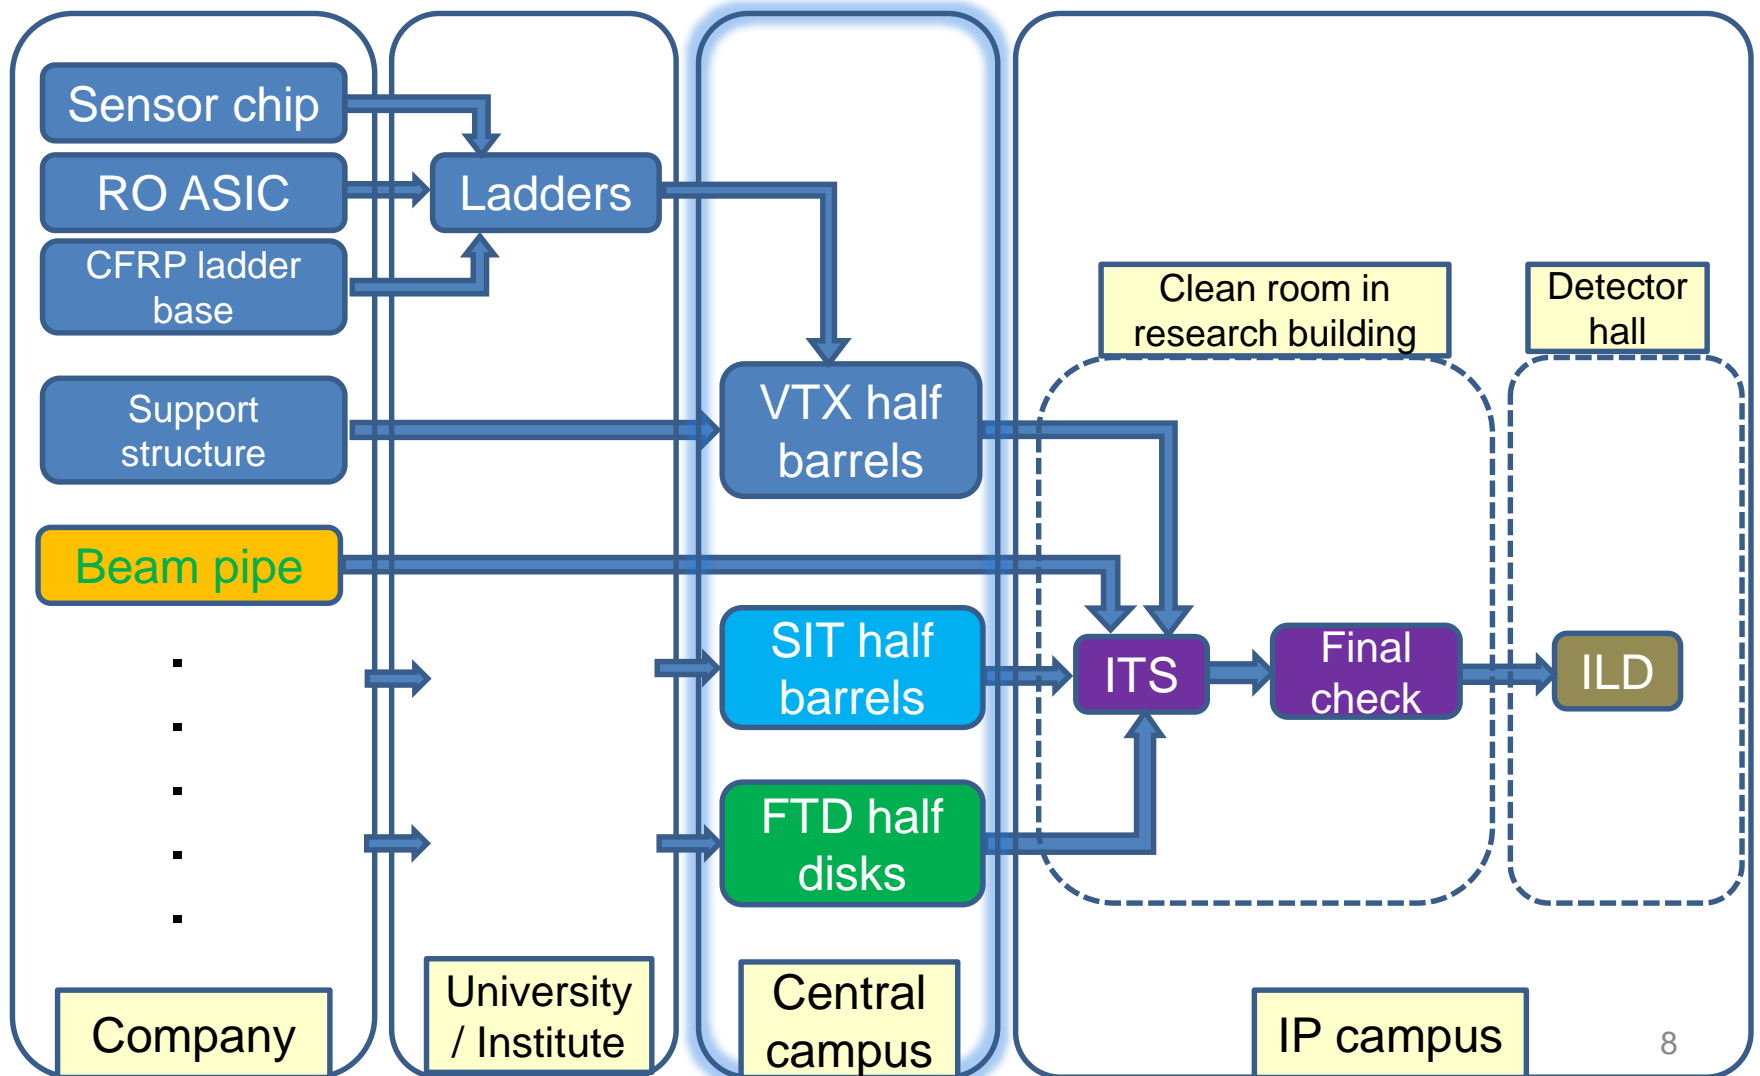 Sensor chip
RO ASIC
CFRP ladder
base
Support
structure
Beam pipe
.
.
.
.
.
Company
Ladders
University
/ Institute
VTX half
barrels
SIT half
barrels
FTD half
disks
Central
campus
Clean room in
research building
ITS
Final
check
Detector
hall
ILD
IP campus
8